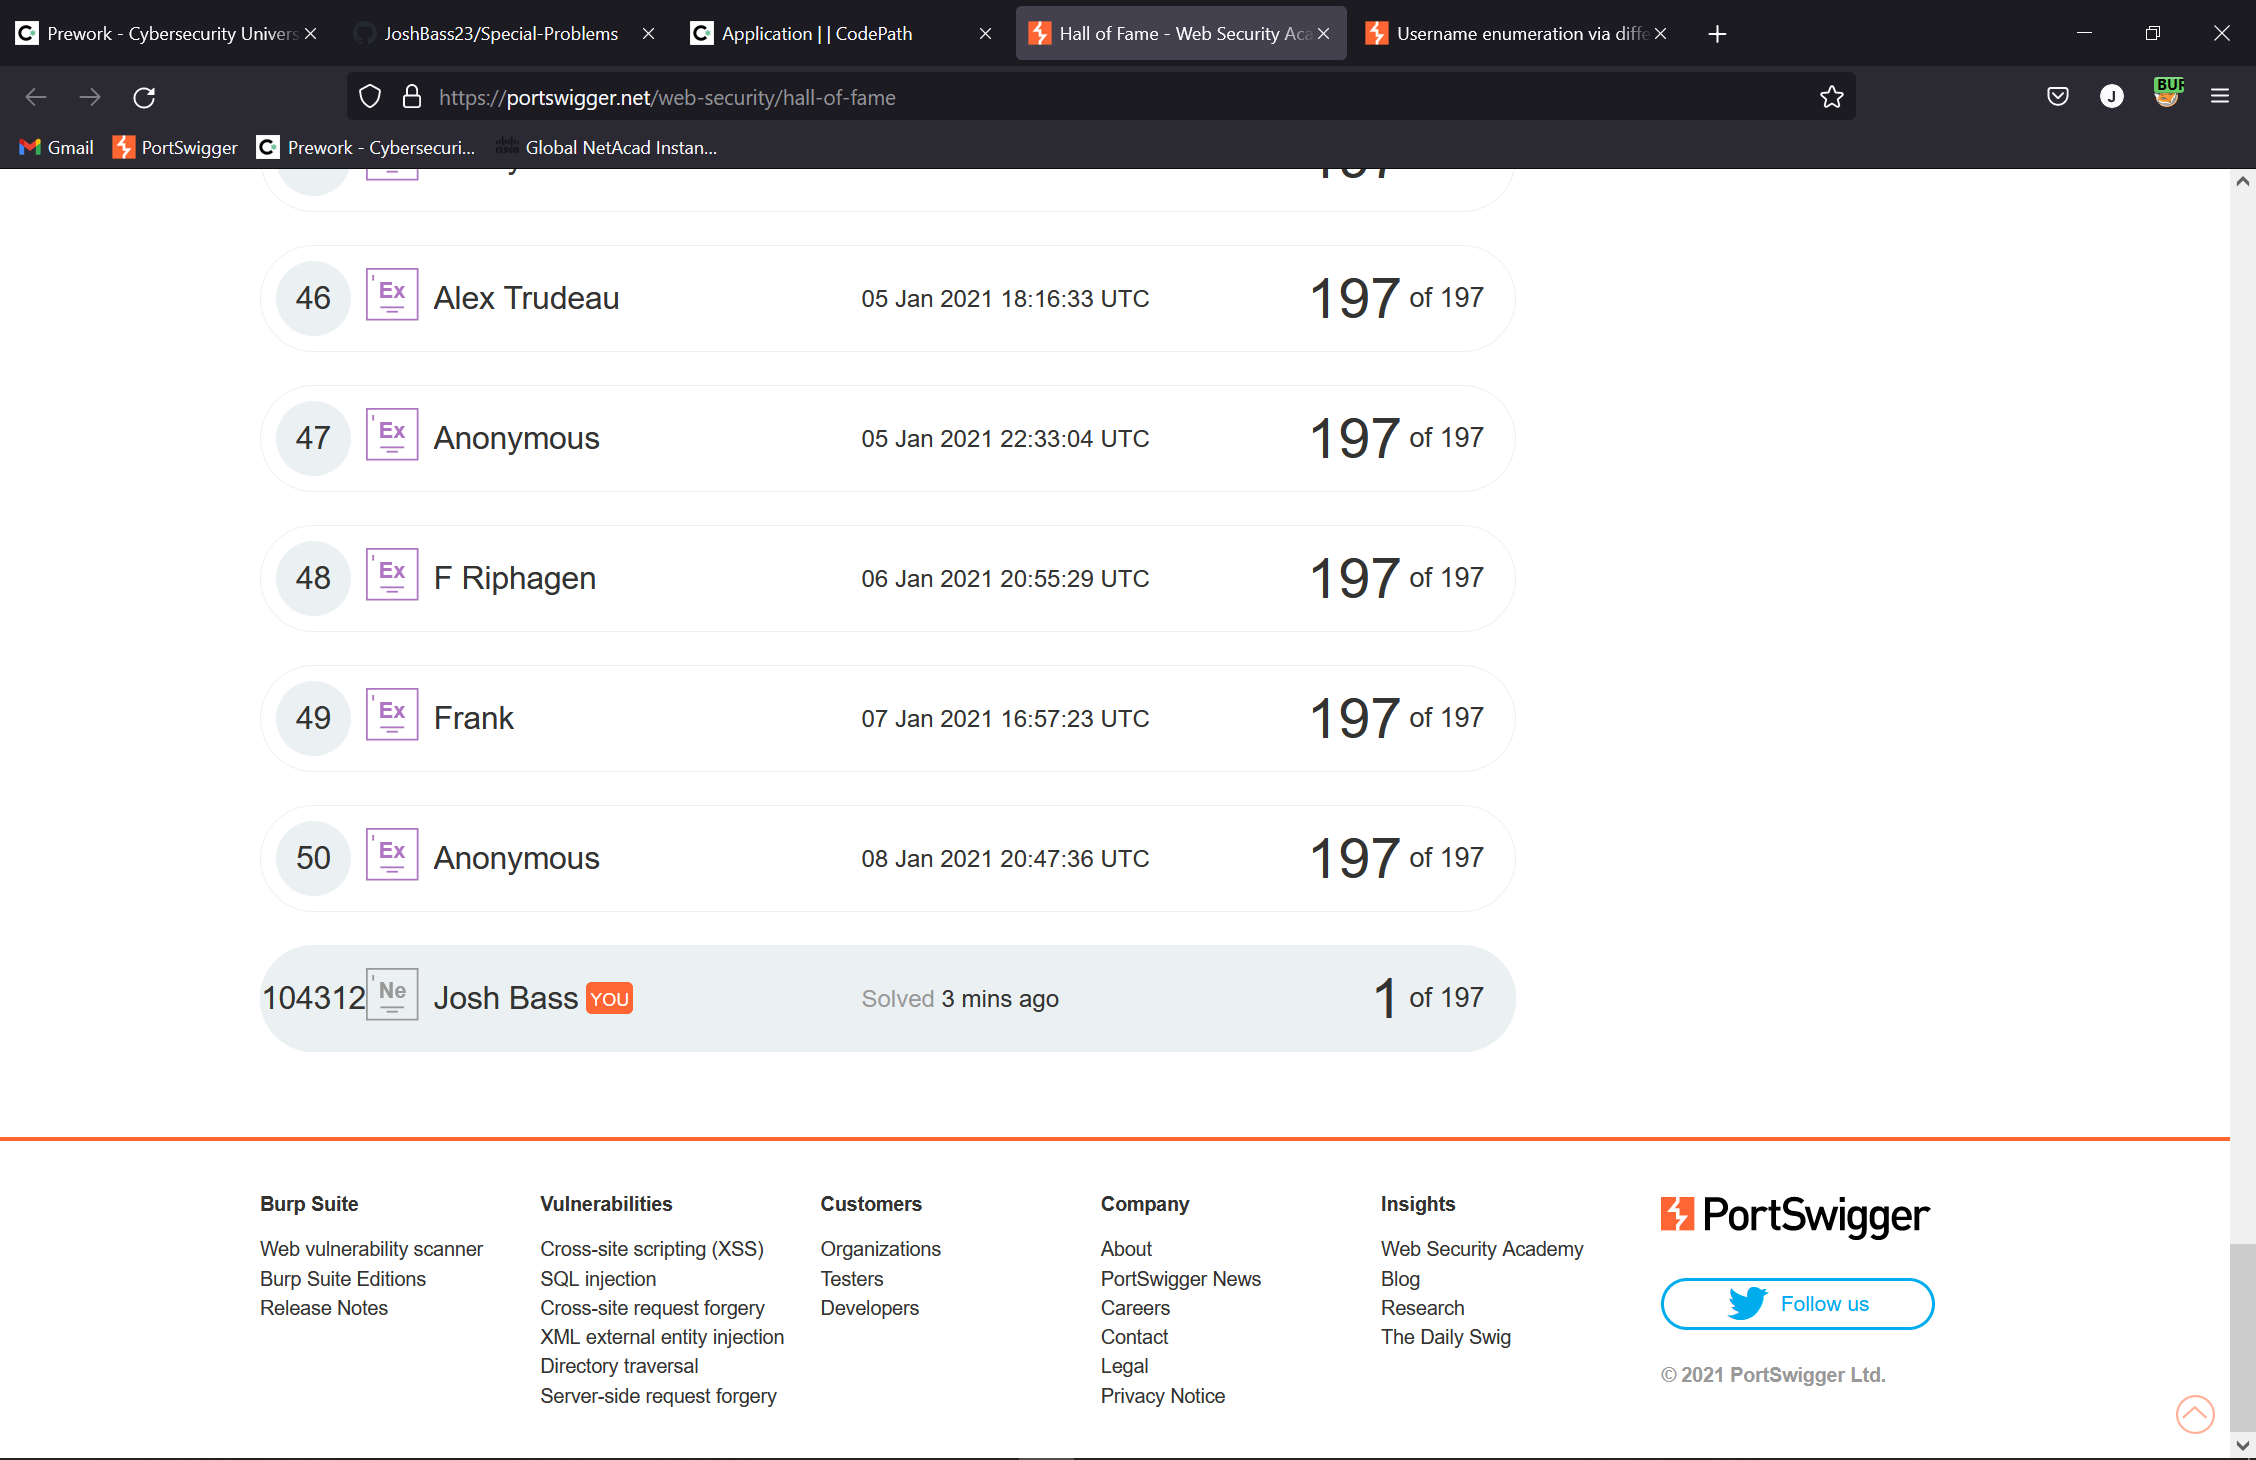 Prework - Cybersecurity Univers
JoshBass23/Special-Problems
Application | | CodePath
Hall of Fame - Web Security Aca
Username enumeration via diffe
https://portswigger.net/web-security/hall-of-fame
J
BUR
Gmail
PortSwigger
Prework - Cybersecuri...
Global NetAcad Instan...
197
46 Ex Alex Trudeau 05 Jan 2021 18:16:33 UTC 197 of 197
47 Ex Anonymous 05 Jan 2021 22:33:04 UTC 197 of 197
48 Ex F Riphagen 06 Jan 2021 20:55:29 UTC 197 of 197
49 Ex Frank 07 Jan 2021 16:57:23 UTC 197 of 197
50 Ex Anonymous 08 Jan 2021 20:47:36 UTC 197 of 197
104312 Ne Josh Bass YOU Solved 3 mins ago 1 of 197
Burp Suite
Web vulnerability scanner
Burp Suite Editions
Release Notes
Vulnerabilities
Cross-site scripting (XSS)
SQL injection
Cross-site request forgery
XML external entity injection
Directory traversal
Server-side request forgery
Customers
Organizations
Testers
Developers
Company
About
PortSwigger News
Careers
Contact
Legal
Privacy Notice
Insights
Web Security Academy
Blog
Research
The Daily Swig
PortSwigger
Follow us
© 2021 PortSwigger Ltd.